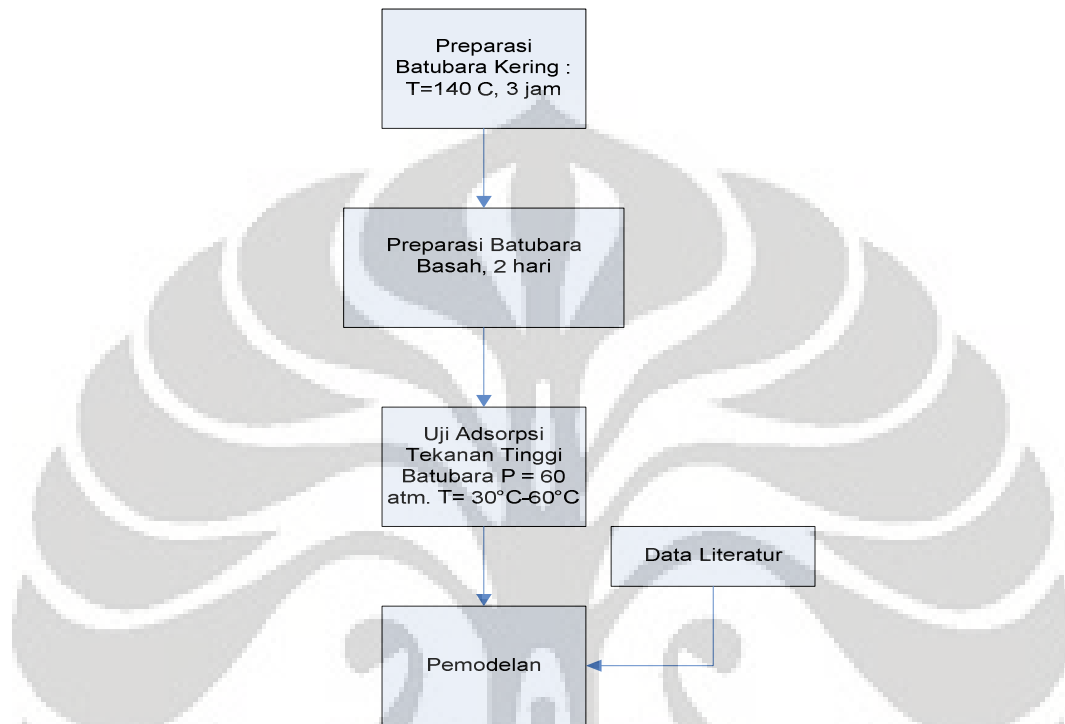 Preparasi
Batubara Kering :
T=140 C, 3 jam
Preparasi Batubara
Basah, 2 hari
Uji Adsorpsi
Tekanan Tinggi
Batubara P = 60
atm. T= 30°C-60°C
Data Literatur
Pemodelan